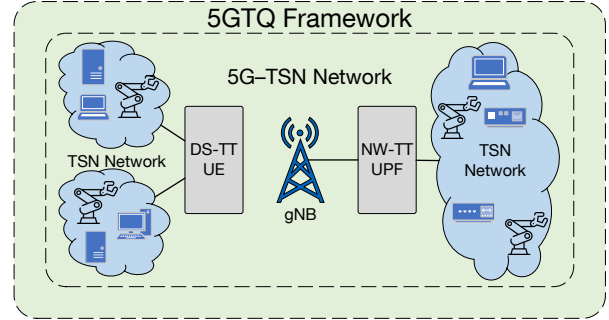 5GTQ Framework
5G–TSN Network
TSN Network
DS-TT
UE
gNB
NW-TT
UPF
TSN
Network